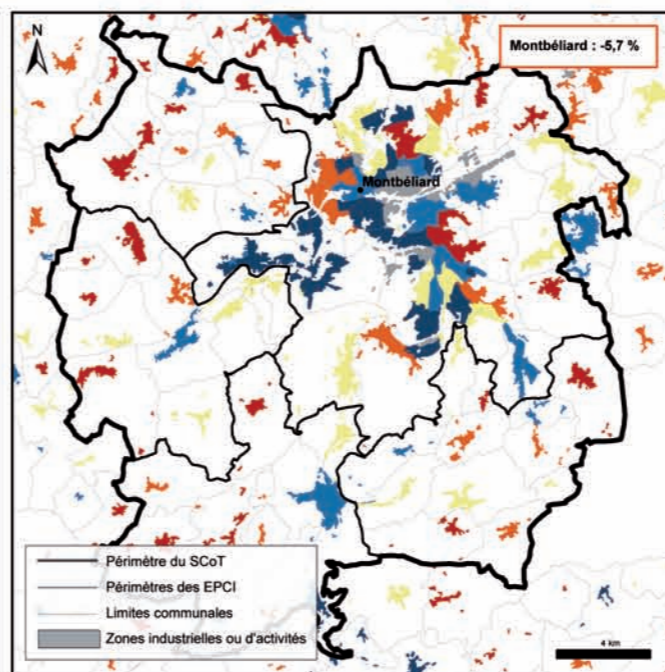 N
Montbéliard : -5,7 %
Montbéliard
Périmètre du SCoT
Périmètres des EPCI
Limites communales
Zones industrielles ou d'activités
4 km